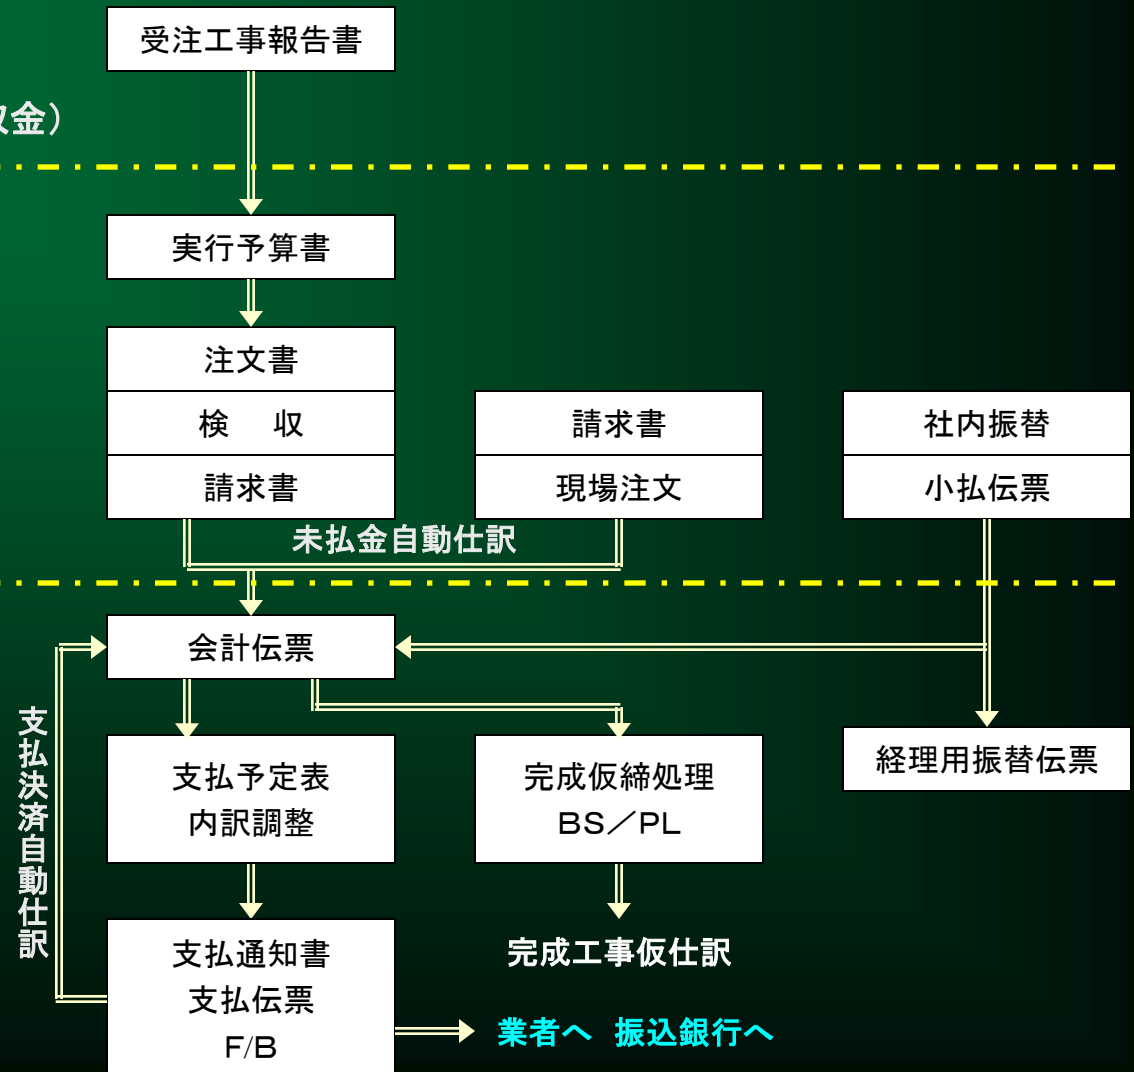 受注工事報告書
収金）
実行予算書
注文書
検　収
請求書
請求書
現場注文
社内振替
小払伝票
未払金自動仕訳
会計伝票
支払決済自動仕訳
支払予定表
内訳調整
完成仮締処理
BS／PL
経理用振替伝票
支払通知書
支払伝票
F/B
完成工事仮仕訳
業者へ　振込銀行へ